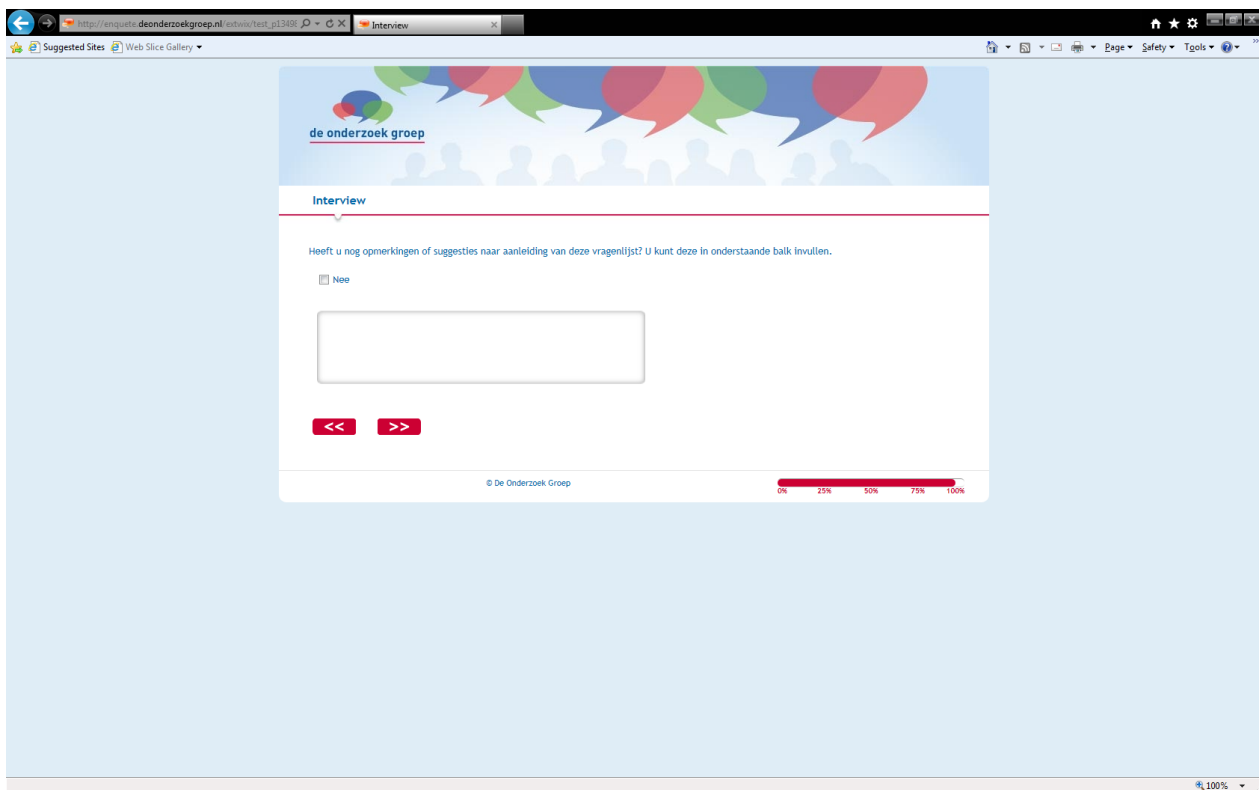 http://enquete.deonderzoekgroep.nl/extwix/test_p1349
Interview
Suggested Sites
Web Slice Gallery
Page
Safety
Tools
de onderzoek groep
Interview
Heeft u nog opmerkingen of suggesties naar aanleiding van deze vragenlijst? U kunt deze in onderstaande balk invullen.
Nee
<< >>
© De Onderzoek Groep
0% 25% 50% 75% 100%
100%